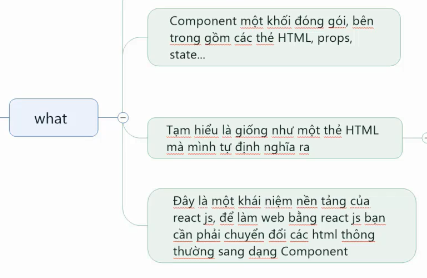 what
Component một khối đóng gói, bên
trong gồm các thẻ HTML, props,
state...
Tạm hiểu là giống như một thẻ HTML
mà mình tự định nghĩa ra
Đây là một khái niệm nền tảng của
react js, để làm web bằng react js bạn
cần phải chuyển đổi các html thông
thường sang dạng Component